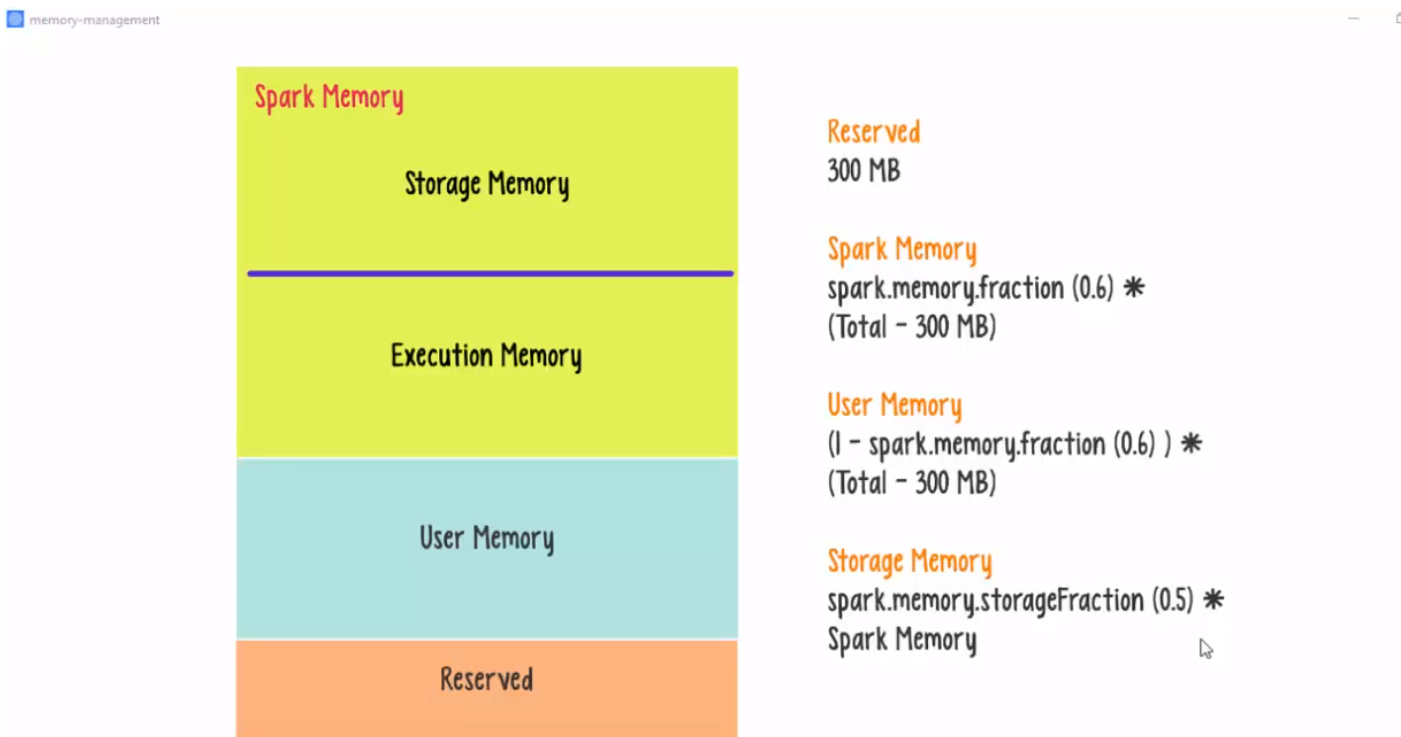 memory-management
Spark Memory
Storage Memory
Execution Memory
User Memory
Reserved
Reserved
300 MB
Spark Memory
spark.memory.fraction (0.6) *
(Total - 300 MB)
User Memory
(1 - spark.memory.fraction (0.6) ) *
(Total - 300 MB)
Storage Memory
spark.memory.storageFraction (0.5) *
Spark Memory